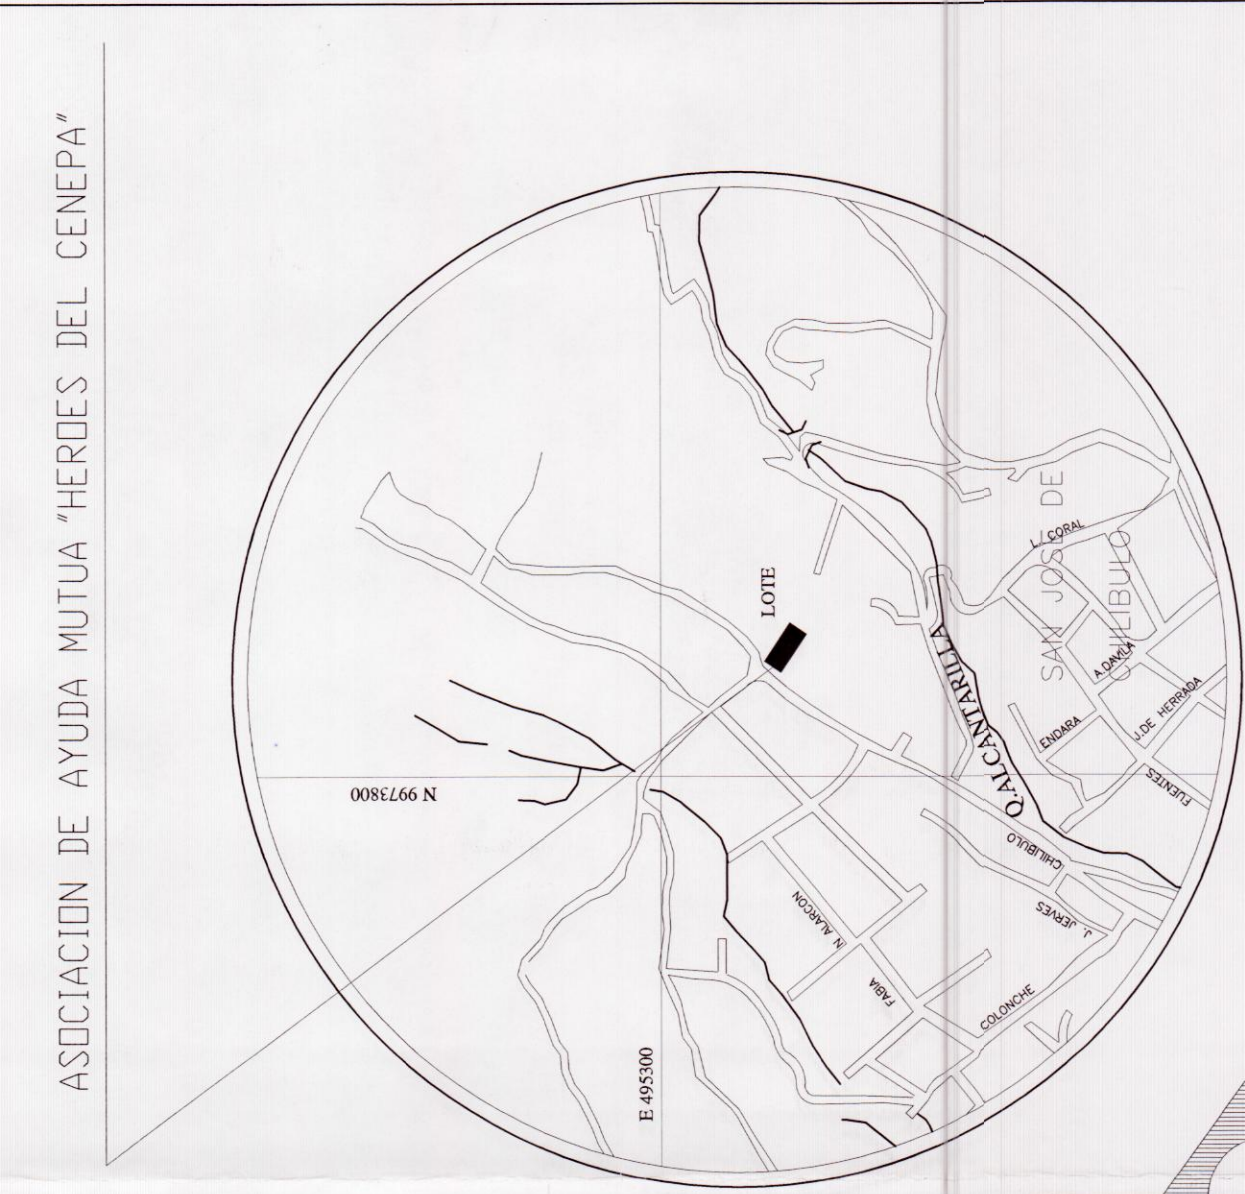 ASOCIACION DE AYUDA MUTUA "HEROES DEL CENEPA"
LOTE
N 9973800
E 495300
Q.ALCANTARILLA
SAN JOSE DE
CHILIBULO
L. CORAL
A.DAVILA
J.DE HERRADA
ENDARA
FUENTES
CHILIBULO
J. JERVES
N ALARCON
FABIA
COLONCHE